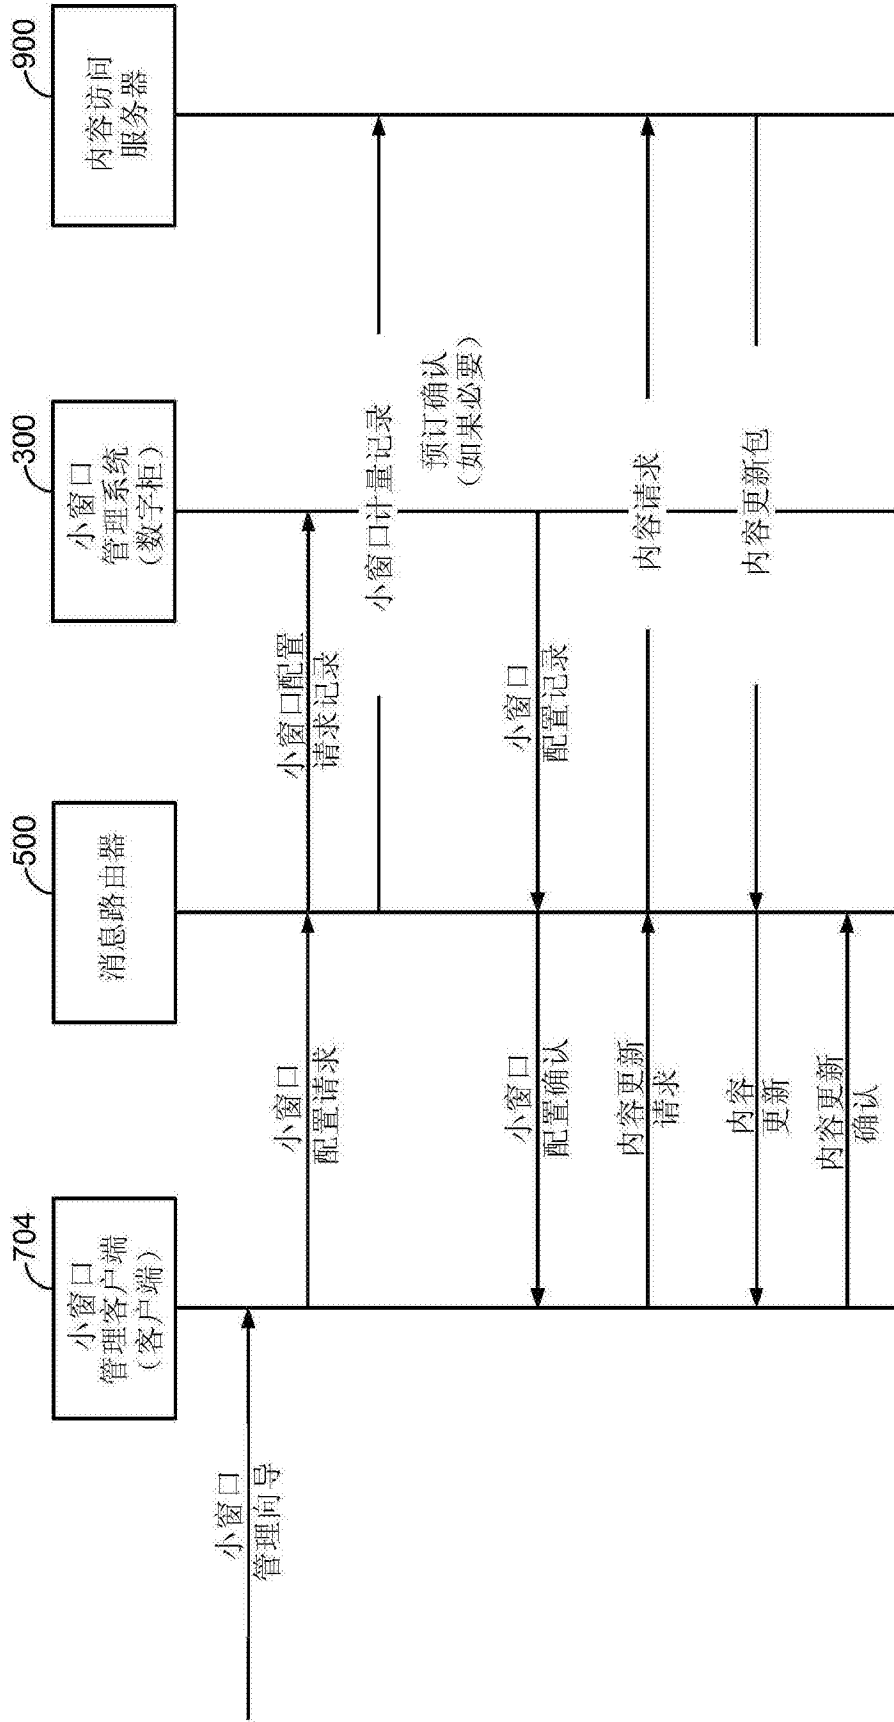 704
小窗口
管理客户端
（客户端）
500
消息路由器
300
小窗口
管理系统
（数字柜）
900
内容访问
服务器
小窗口
管理向导
小窗口
配置请求
小窗口配置
请求记录
小窗口计量记录
预订确认
（如果必要）
小窗口
配置确认
小窗口
配置记录
内容更新
请求
内容请求
内容
更新
内容更新包
内容更新
确认